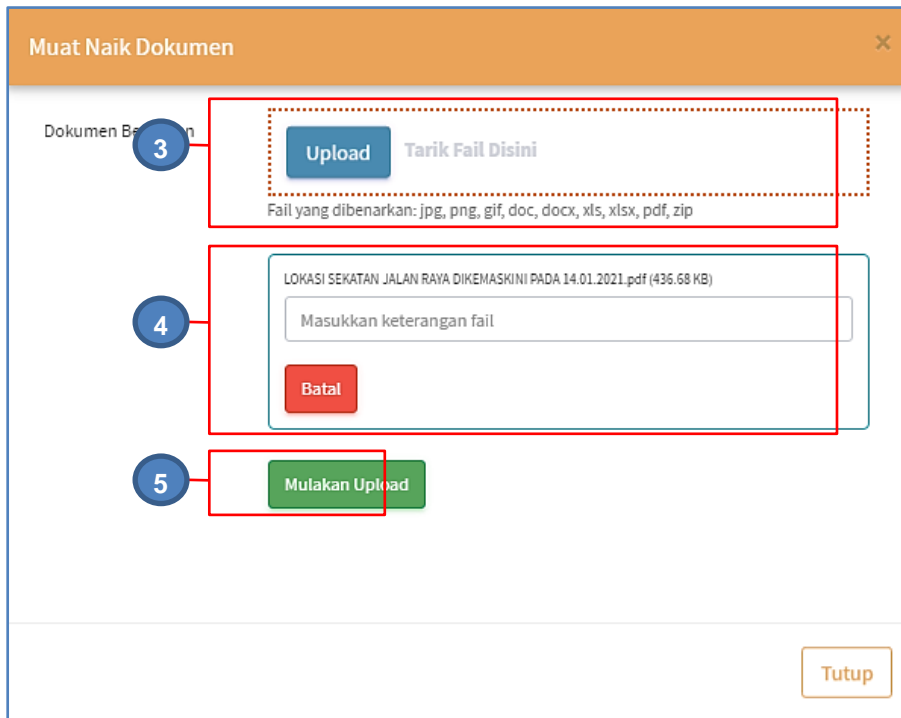 Muat Naik Dokumen ×
Dokumen
3
Upload Tarik Fail Disini
Fail yang dibenarkan: jpg, png, gif, doc, docx, xls, xlsx, pdf, zip
LOKASI SEKATAN JALAN RAYA DIKEMASKINI PADA 14.01.2021.pdf (436.68 KB)
Masukkan keterangan fail
4
Batal
5
Mulakan Upload
Tutup